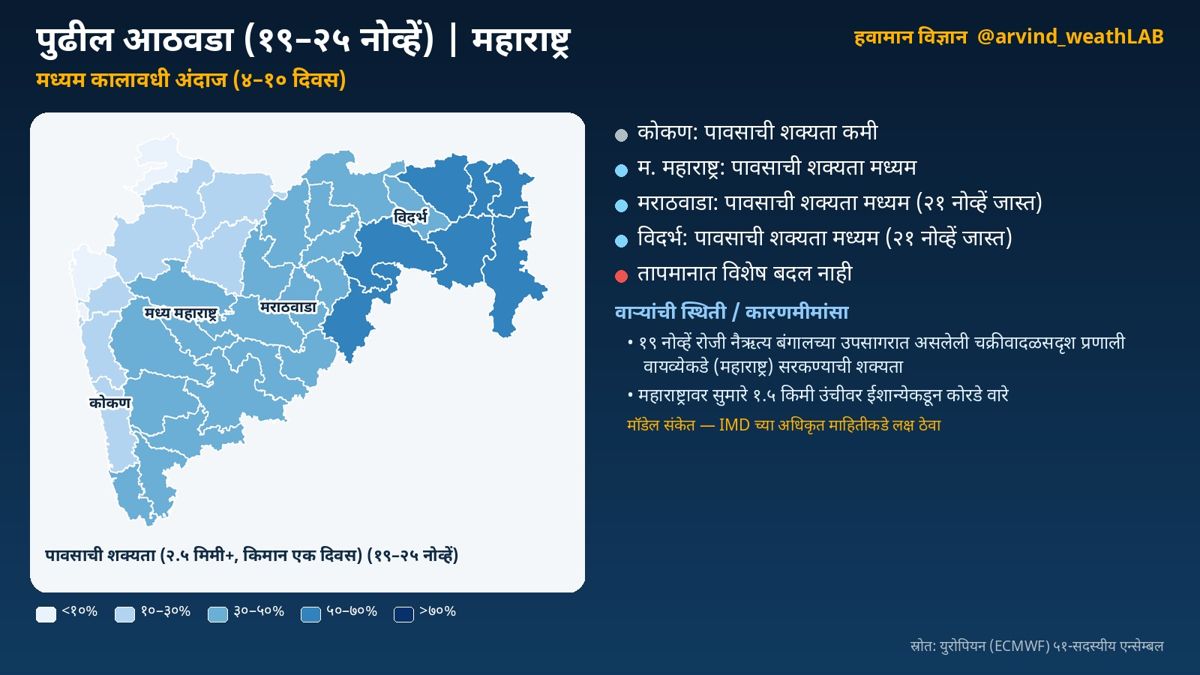 पुढील आठवडा (१९–२५ नोव्हें) | महाराष्ट्र
हवामान विज्ञान @arvind_weathLAB
मध्यम कालावधी अंदाज (४–१० दिवस)
विदर्भ
मध्य महाराष्ट्र
मराठवाडा
कोकण
पावसाची शक्यता (२.५ मिमी+, किमान एक दिवस) (१९–२५ नोव्हें)
<१०% १०–३०% ३०–५०% ५०–७०% >७०%
कोकण: पावसाची शक्यता कमी
म. महाराष्ट्र: पावसाची शक्यता मध्यम
मराठवाडा: पावसाची शक्यता मध्यम (२१ नोव्हें जास्त)
विदर्भ: पावसाची शक्यता मध्यम (२१ नोव्हें जास्त)
तापमानात विशेष बदल नाही
वाऱ्यांची स्थिती / कारणमीमांसा
• १९ नोव्हें रोजी नैऋत्य बंगालच्या उपसागरात असलेली चक्रीवादळसदृश प्रणाली
वायव्येकडे (महाराष्ट्र) सरकण्याची शक्यता
• महाराष्ट्रावर सुमारे १.५ किमी उंचीवर ईशान्येकडून कोरडे वारे
मॉडेल संकेत — IMD च्या अधिकृत माहितीकडे लक्ष ठेवा
स्रोत: युरोपियन (ECMWF) ५१-सदस्यीय एन्सेम्बल